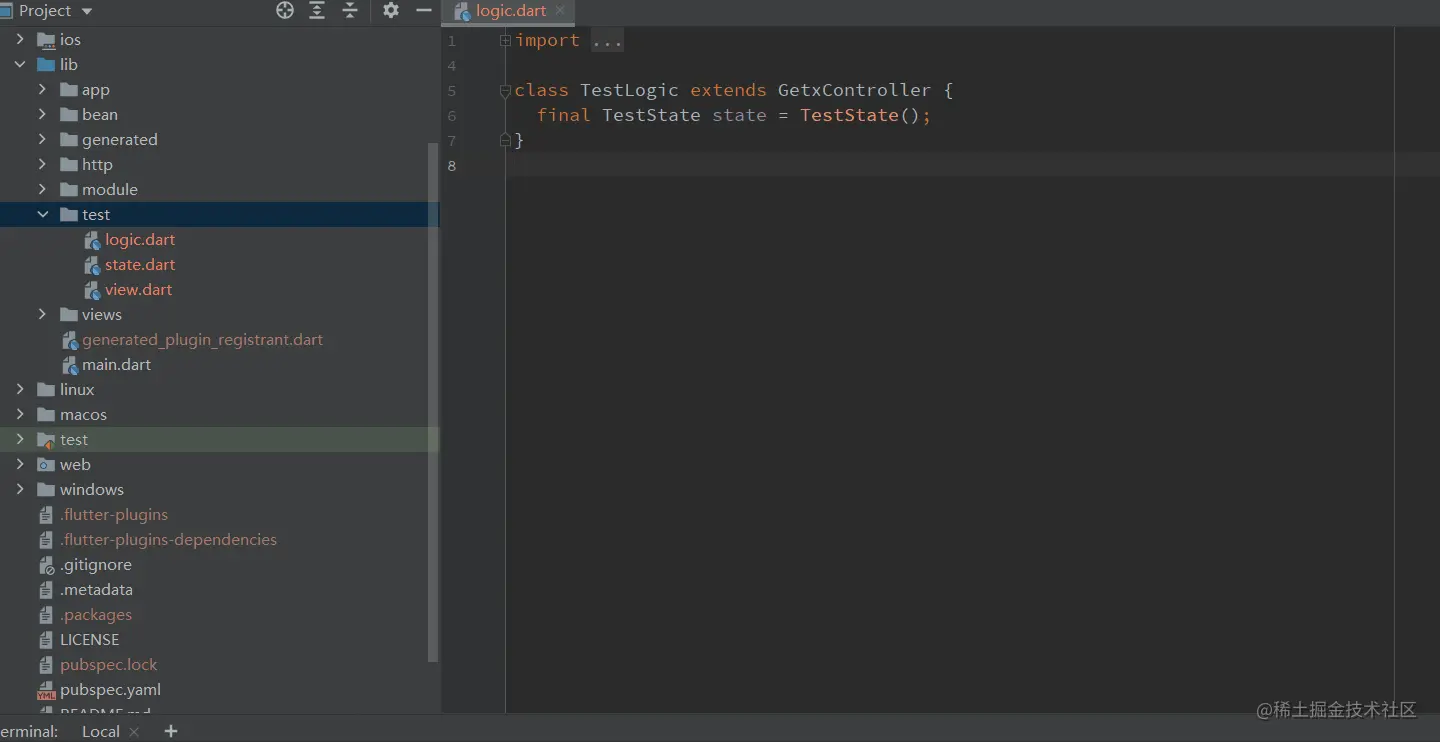 Project
ios
lib
app
bean
generated
http
module
test
logic.dart
state.dart
view.dart
views
generated_plugin_registrant.dart
main.dart
linux
macos
test
web
windows
.flutter-plugins
.flutter-plugins-dependencies
.gitignore
.metadata
.packages
LICENSE
pubspec.lock
YML pubspec.yaml
README.md
logic.dart
1 import ...
4
5 class TestLogic extends GetxController {
6 final TestState state = TestState();
7 }
8
erminal: Local
@稀土掘金技术社区